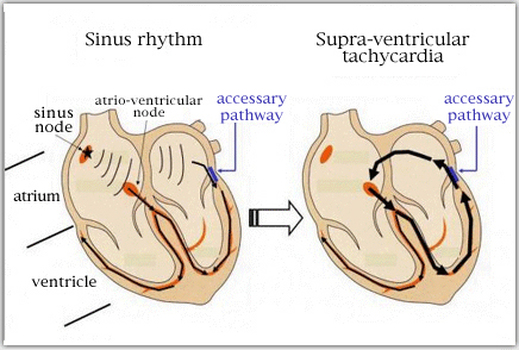 Sinus rhythm
Supra-ventricular
tachycardia
atrio-ventricular
node
accessary
pathway
accessary
pathway
sinus
node
atrium
ventricle